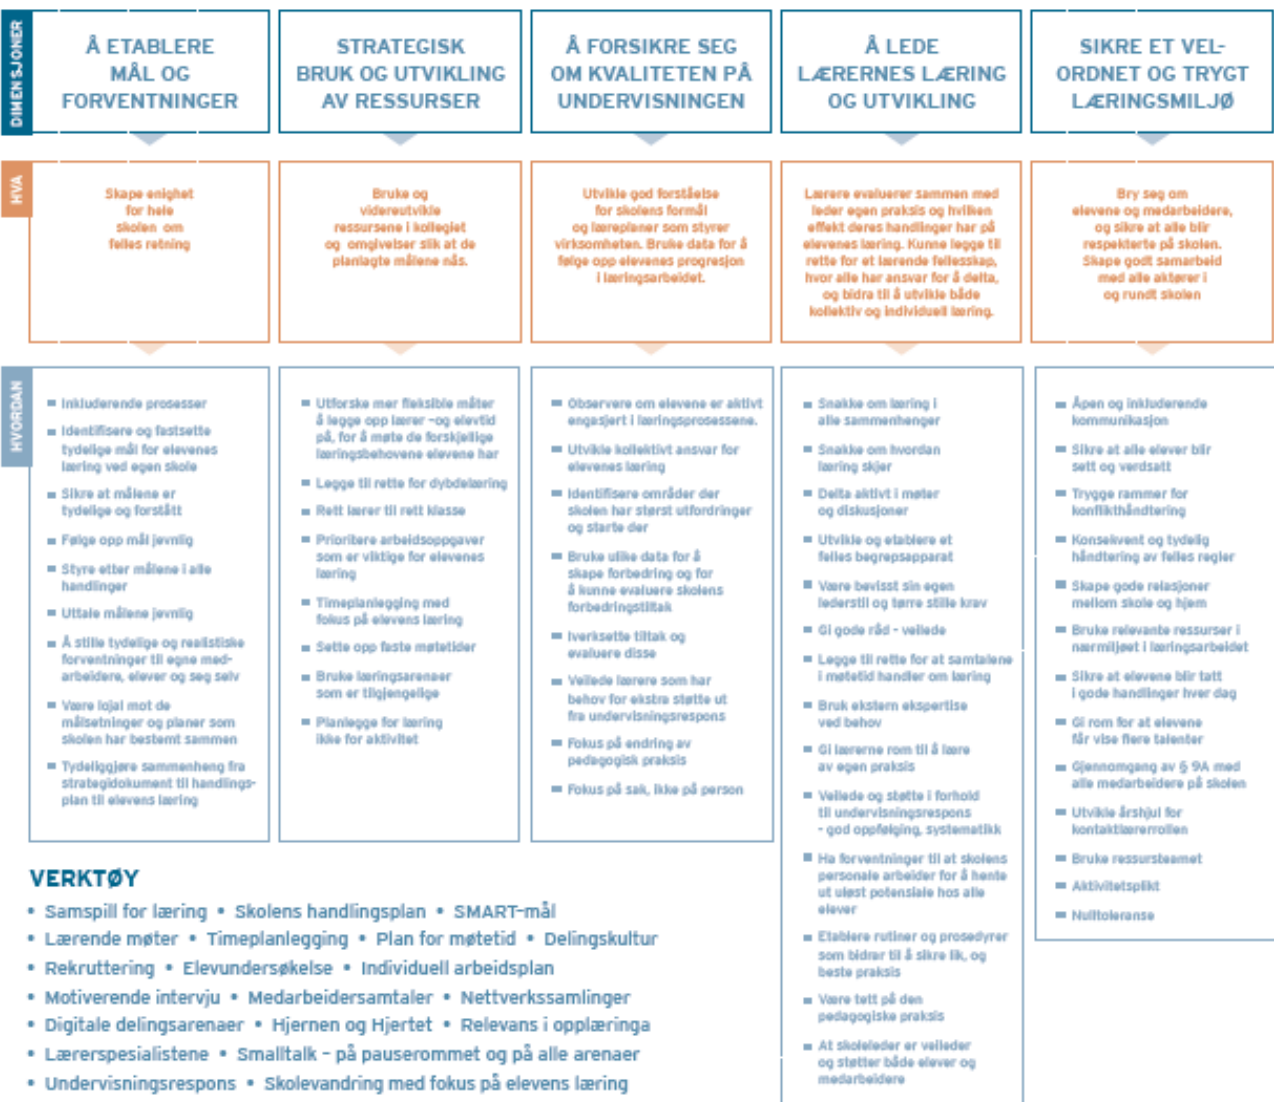 DIMENSJONER
Å ETABLERE
MÅL OG
FORVENTNINGER
STRATEGISK
BRUK OG UTVIKLING
AV RESSURSER
Å FORSIKRE SEG
OM KVALITETEN PÅ
UNDERVISNINGEN
Å LEDE
LÆRERNES LÆRING
OG UTVIKLING
SIKRE ET VEL-
ORDNET OG TRYGT
LÆRINGSMILJØ
HVA
Skape enighet
for hele
skolen om
felles retning
Bruke og
videreutvikle
ressursene i kollegiet
og omgivelser slik at de
planlagte målene nås.
Utvikle god forståelse
for skolens formål
og læreplaner som styrer
virksomheten. Bruke data for å
følge opp elevenes progresjon
i læringsarbeidet.
Lærere evaluerer sammen med
leder egen praksis og hvilken
effekt deres handlinger har på
elevenes læring. Kunne legge til
rette for et lærende fellesskap,
hvor alle har ansvar for å delta,
og bidra til å utvikle både
kollektiv og individuell læring.
Bry seg om
elevene og medarbeidere,
og sikre at alle blir
respekterte på skolen.
Skape godt samarbeid
med alle aktører i
og rundt skolen
HVORDAN
Inkluderende prosesser
Identifisere og fastsette
tydelige mål for elevenes
læring ved egen skole
Sikre at målene er
tydelige og forstått
Følge opp mål jevnlig
Styre etter målene i alle
handlinger
Uttale målene jevnlig
Å stille tydelige og realistiske
forventninger til egne med-
arbeidere, elever og seg selv
Være lojal mot de
målsetninger og planer som
skolen har bestemt sammen
Tydeliggjøre sammenheng fra
strategidokument til handlings-
plan til elevens læring
Utforske mer fleksible måter
å legge opp lærer -og elevtid
på, for å møte de forskjellige
læringsbehovene elevene har
Legge til rette for dybdelæring
Rett lærer til rett klasse
Prioritere arbeidsoppgaver
som er viktige for elevenes
læring
Timeplanlegging med
fokus på elevens læring
Sette opp faste møtetider
Bruke læringsarenaer
som er tilgjengelige
Planlegge for læring
ikke for aktivitet
Observere om elevene er aktivt
engasjert i læringsprosessene.
Utvikle kollektivt ansvar for
elevenes læring
Identifisere områder der
skolen har størst utfordringer
og starte der
Bruke ulike data for å
skape forbedring og for
å kunne evaluere skolens
forbedringstiltak
Iverksette tiltak og
evaluere disse
Veilede lærere som har
behov for ekstra støtte ut
fra undervisningsrespons
Fokus på endring av
pedagogisk praksis
Fokus på sak, ikke på person
Snakke om læring i
alle sammenhenger
Snakke om hvordan
læring skjer
Delta aktivt i møter
og diskusjoner
Utvikle og etablere et
felles begrepsapparat
Være bevisst sin egen
lederstil og tørre stille krav
Gi gode råd - veilede
Legge til rette for at samtalene
i møtetid handler om læring
Bruk ekstern ekspertise
ved behov
Gi lærerne rom til å lære
av egen praksis
Veilede og støtte i forhold
til undervisningsrespons
- god oppfølging, systematikk
Ha forventninger til at skolens
personale arbeider for å hente
ut uløst potensiale hos alle
elever
Etablere rutiner og prosedyrer
som bidrar til å sikre lik, og
beste praksis
Være tett på den
pedagogiske praksis
At skoleleder er veileder
og støtter både elever og
medarbeidere
Åpen og inkluderende
kommunikasjon
Sikre at alle elever blir
sett og verdsatt
Trygge rammer for
konflikthåndtering
Konsekvent og tydelig
håndtering av felles regler
Skape gode relasjoner
mellom skole og hjem
Bruke relevante ressurser i
nærmiljøet i læringsarbeidet
Sikre at elevene blir tatt
i gode handlinger hver dag
Gi rom for at elevene
får vise flere talenter
Gjennomgang av § 9A med
alle medarbeidere på skolen
Utvikle årshjul for
kontaktlærerrollen
Bruke ressursteamet
Aktivitetsplikt
Nulltoleranse
VERKTØY
• Samspill for læring • Skolens handlingsplan • SMART-mål
• Lærende møter • Timeplanlegging • Plan for møtetid • Delingskultur
• Rekruttering • Elevundersøkelse • Individuell arbeidsplan
• Motiverende intervju • Medarbeidersamtaler • Nettverkssamlinger
• Digitale delingsarenaer • Hjernen og Hjertet • Relevans i opplæringa
• Lærerspesialistene • Smalltalk – på pauserommet og på alle arenaer
• Undervisningsrespons • Skolevandring med fokus på elevens læring